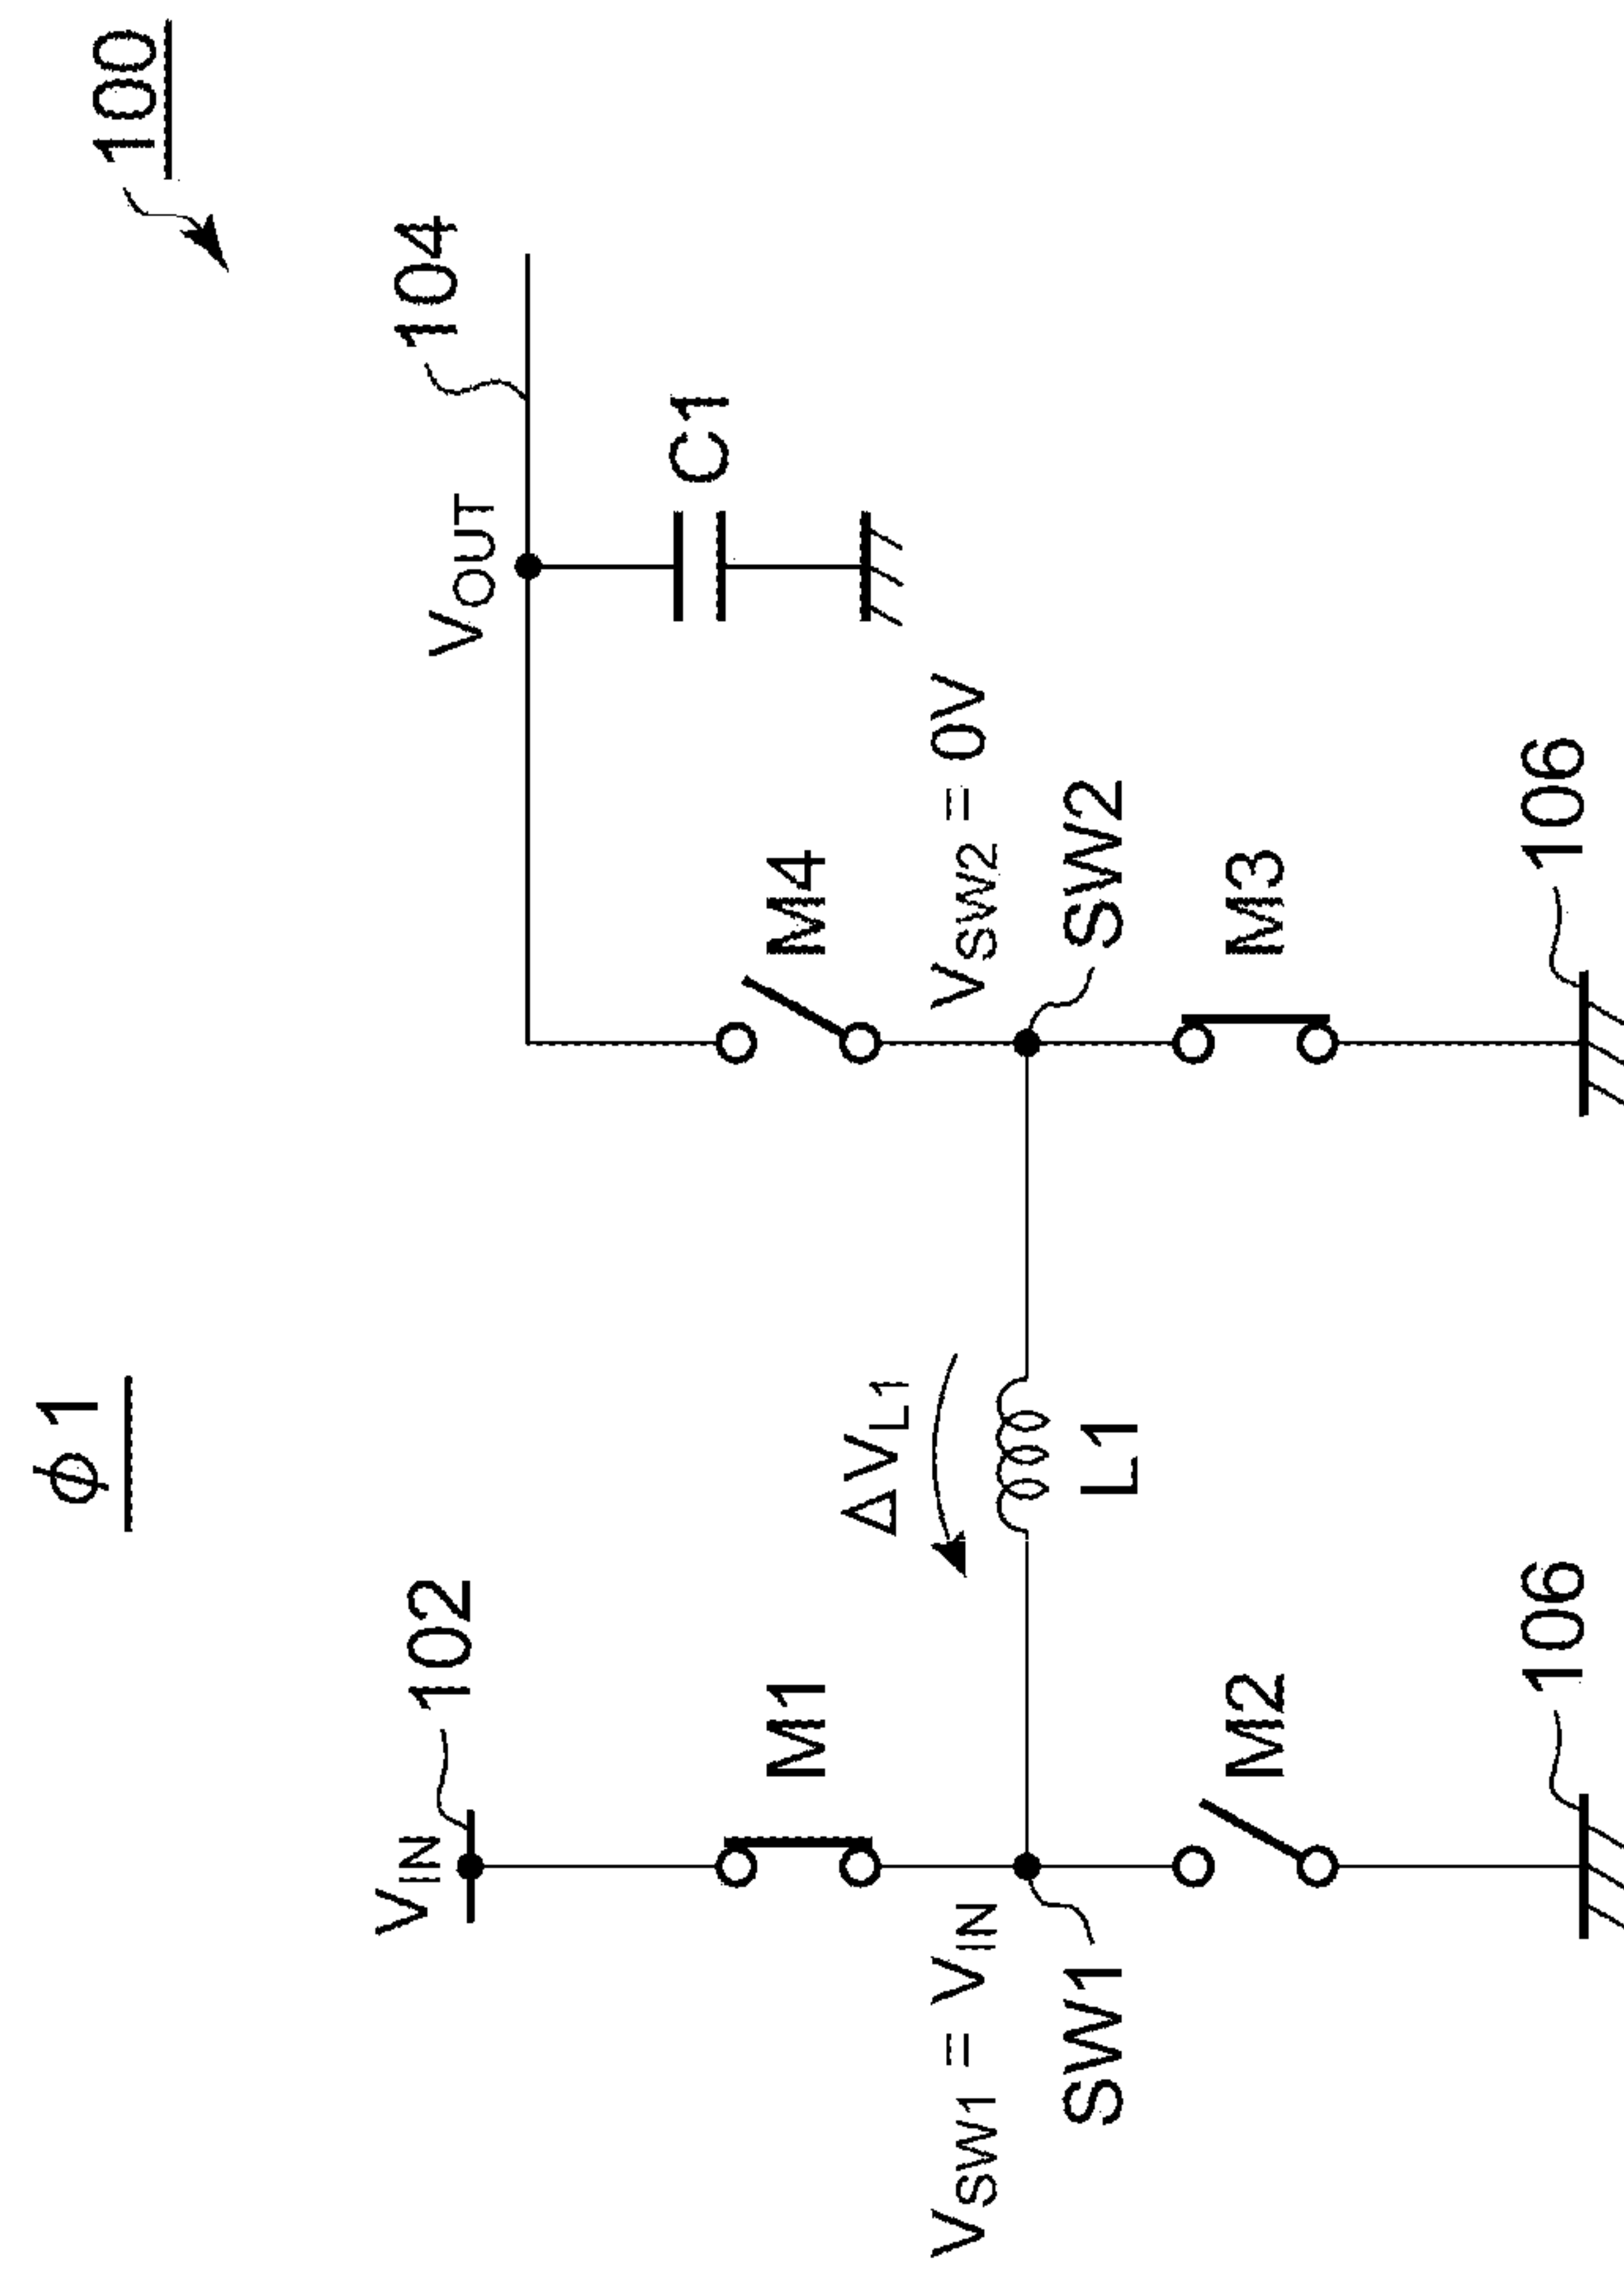 ϕ1
100
VIN
102
VOUT
104
C1
M1
ΔVL1
M4
VSW1 = VIN
VSW2 = 0V
SW1
L1
SW2
M2
M3
106
106